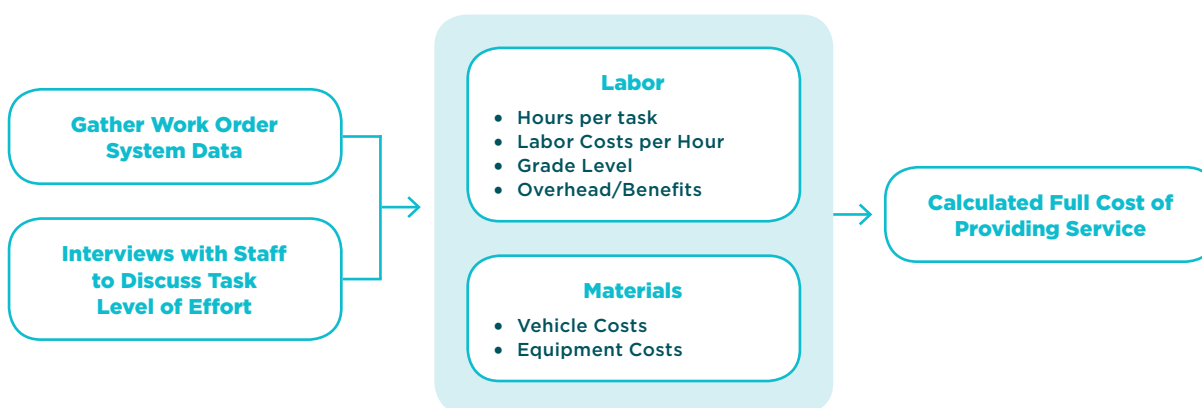 Gather Work Order
System Data
Interviews with Staff
to Discuss Task
Level of Effort
Labor
• Hours per task
• Labor Costs per Hour
• Grade Level
• Overhead/Benefits
Materials
• Vehicle Costs
• Equipment Costs
Calculated Full Cost of
Providing Service